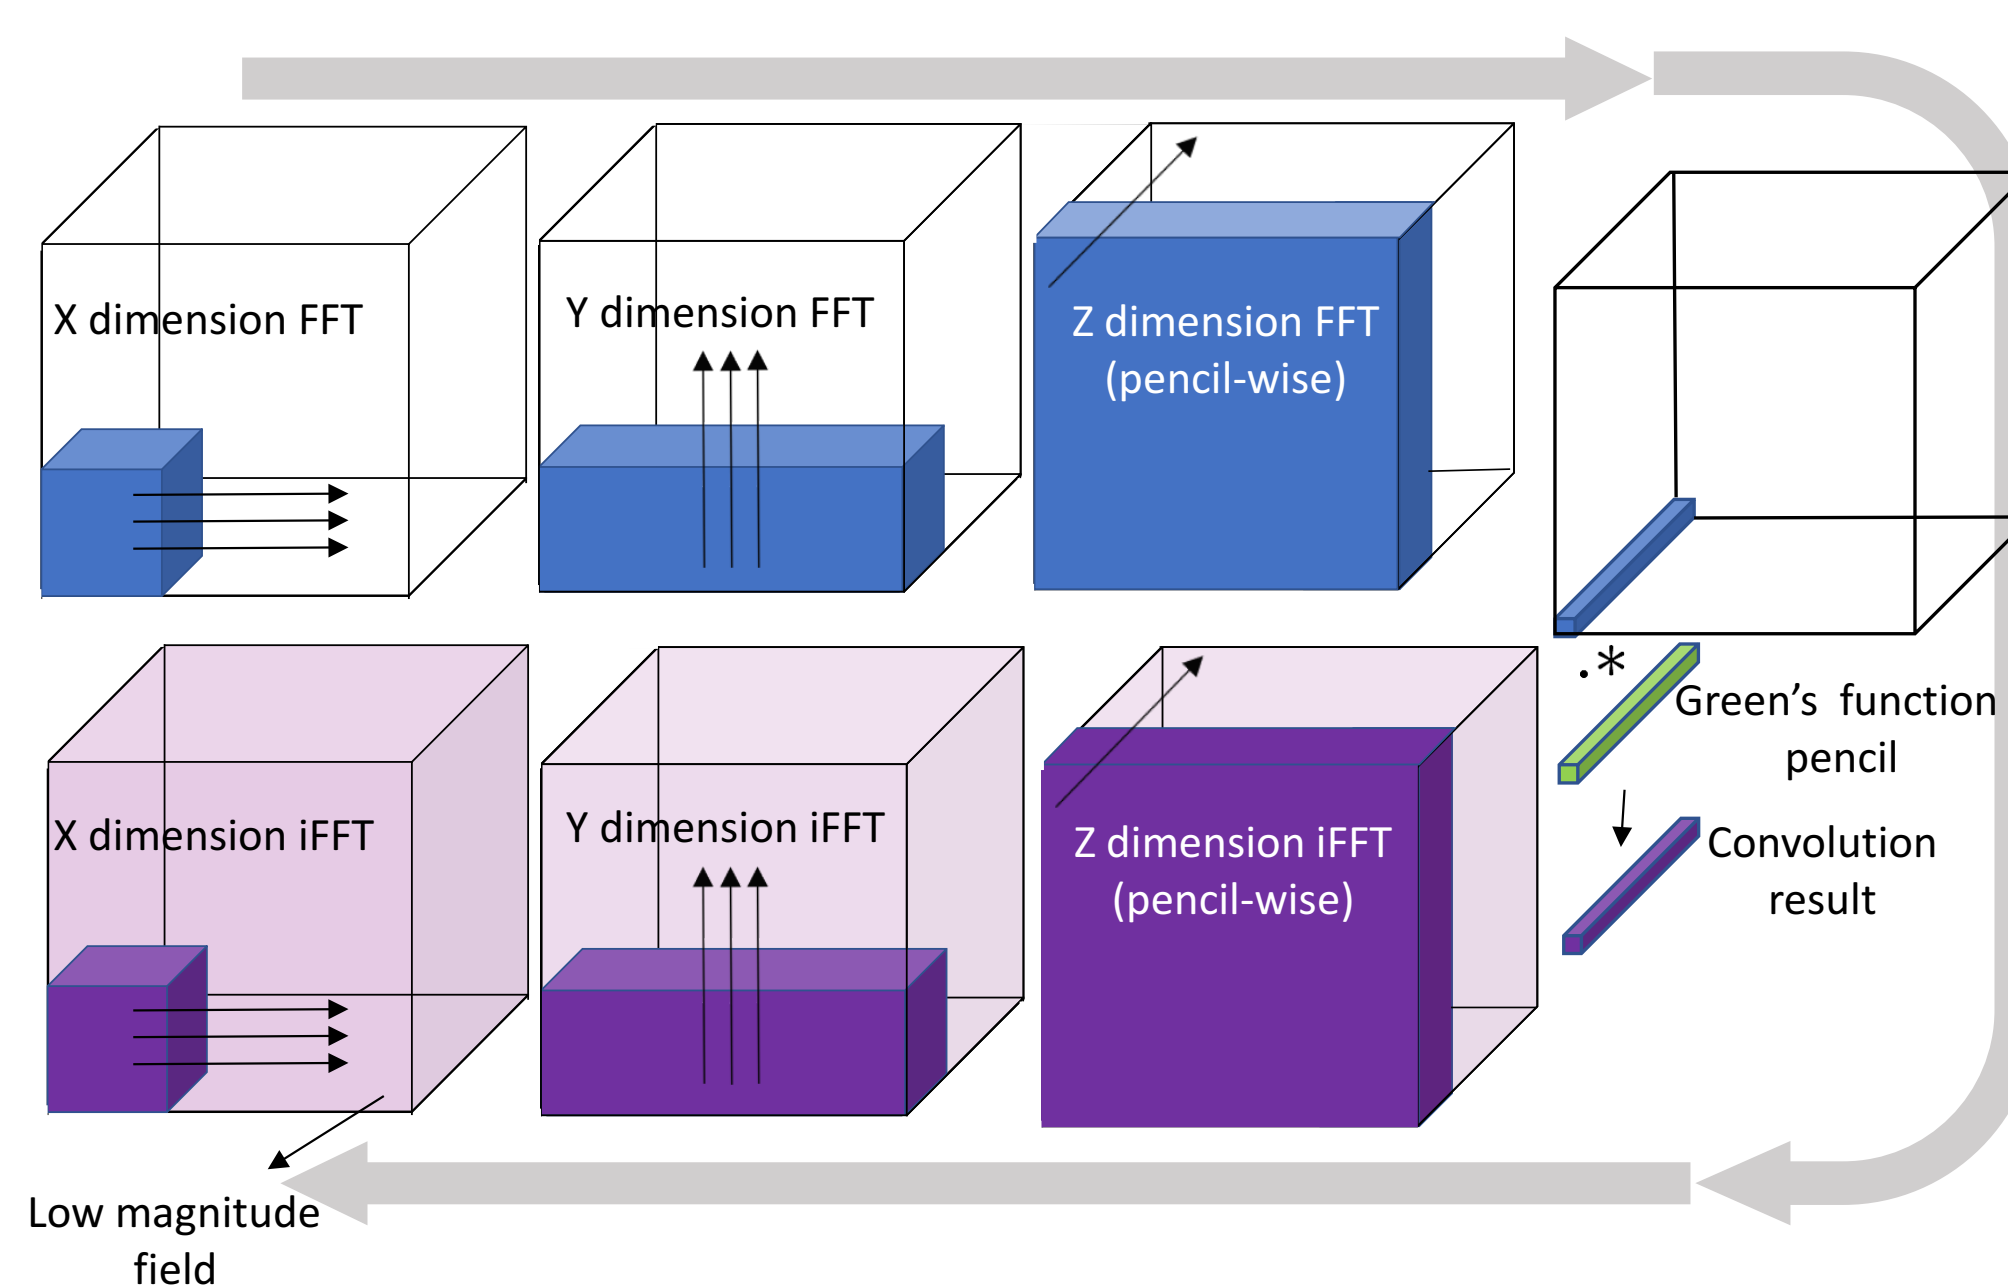 X dimension FFT
Y dimension FFT
Z dimension FFT
(pencil-wise)
.*
Green's  function
pencil
Convolution
result
X dimension iFFT
Y dimension iFFT
Z dimension iFFT
(pencil-wise)
Low magnitude
field